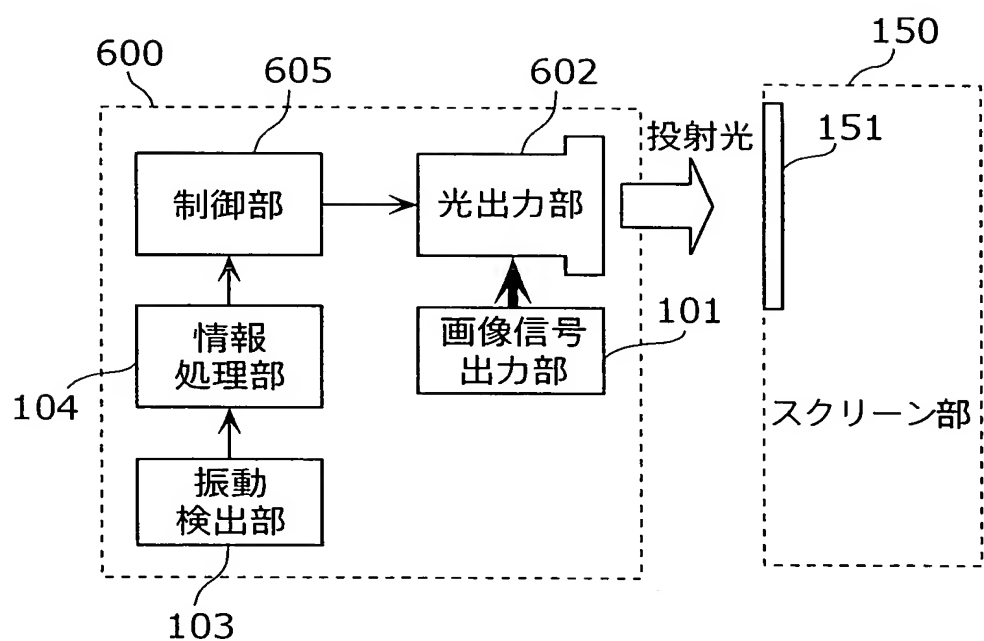 600
605
602
150
投射光
151
制御部
光出力部
情報
処理部
画像信号
出力部
101
104
スクリーン部
振動
検出部
103